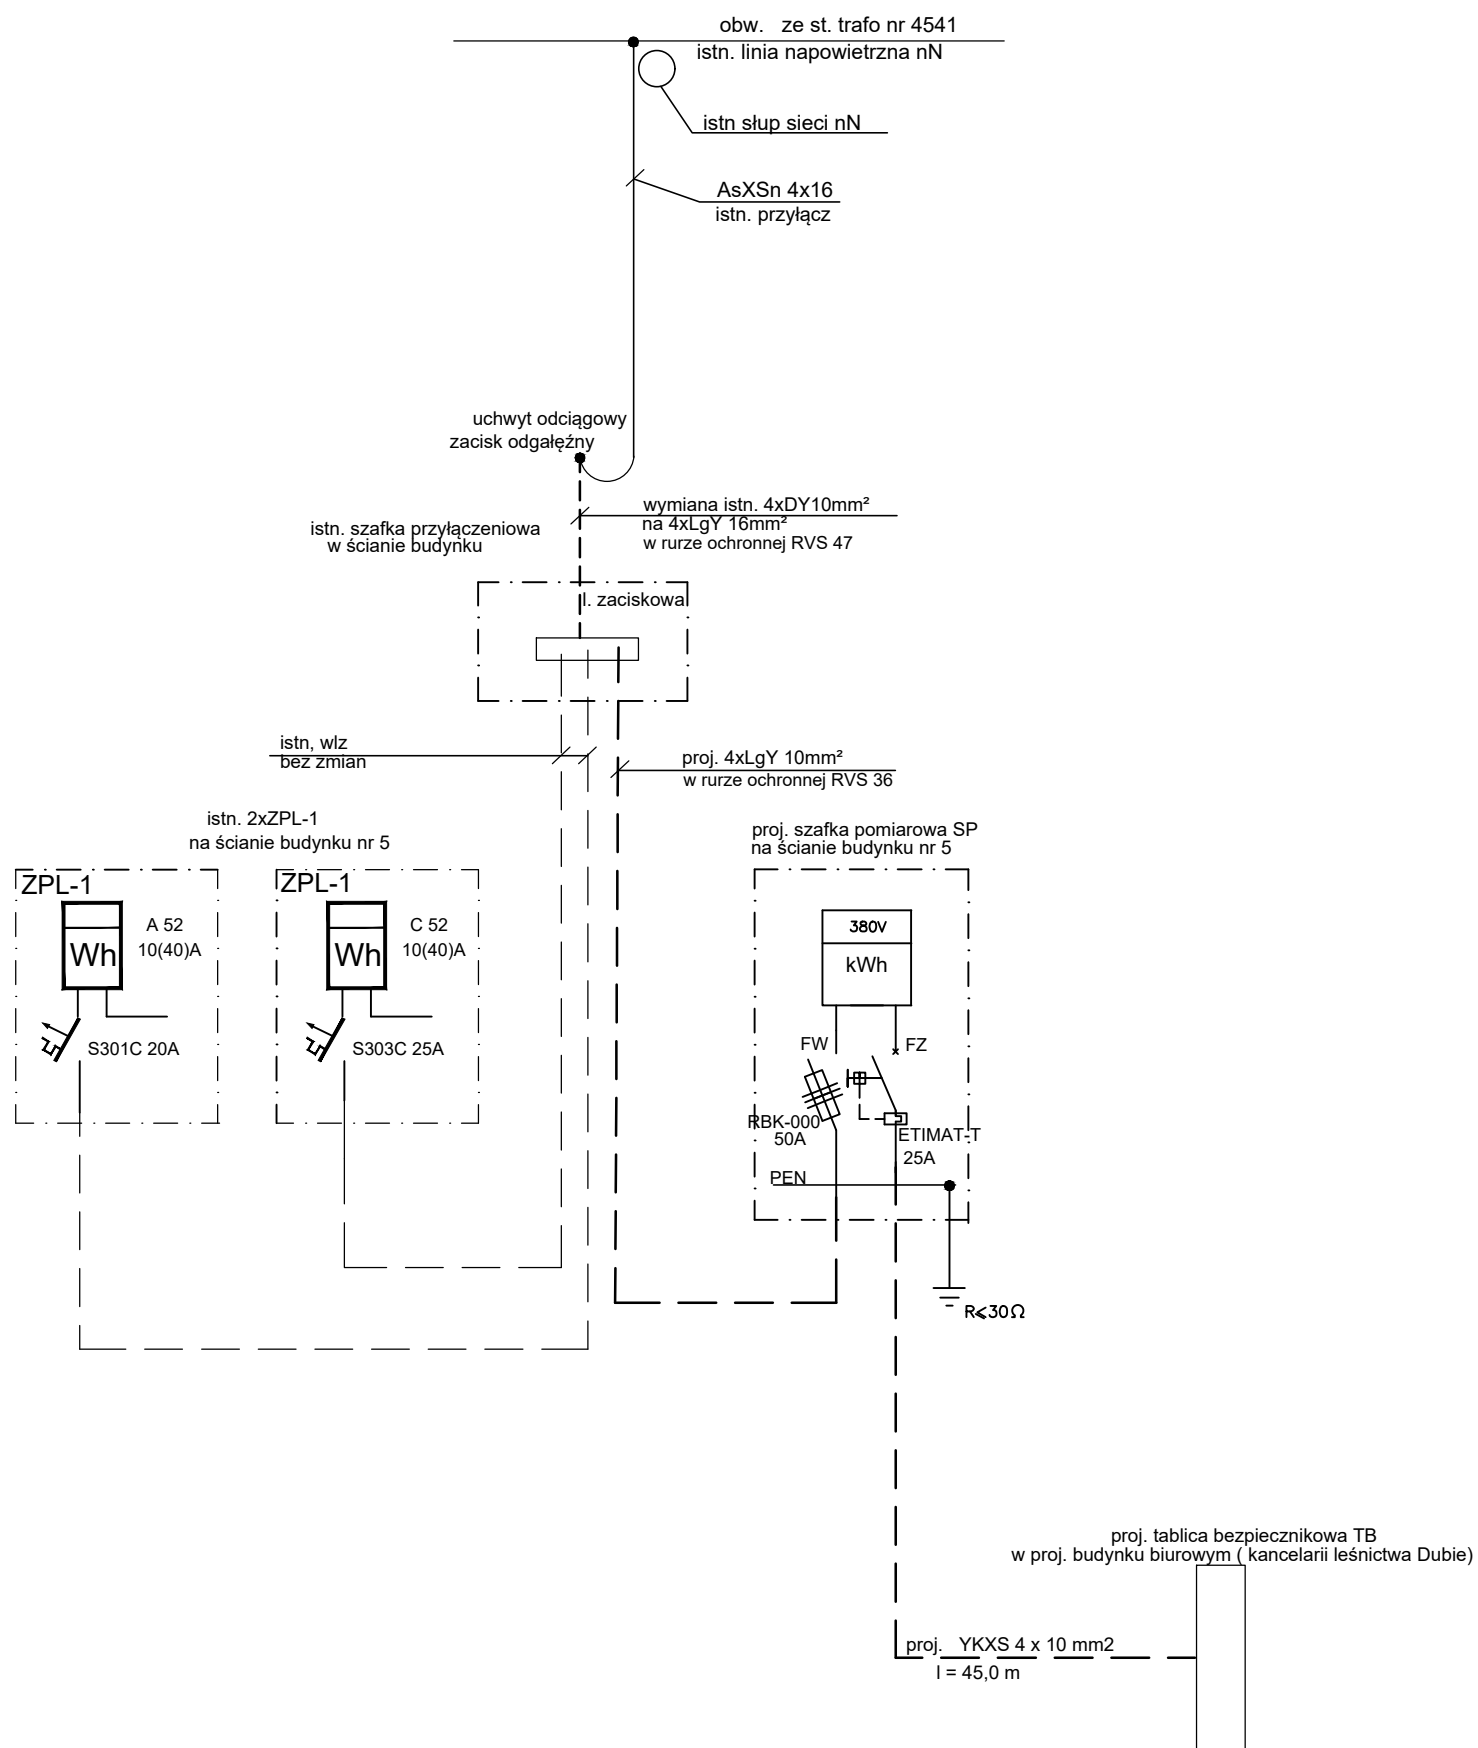 obw. ze st. trafo nr 4541
istn. linia napowietrzna nN
istn słup sieci nN
AsXSn 4x16
istn. przyłącz
uchwyt odciągowy
zacisk odgałęźny
wymiana istn. 4xDY10mm²
na 4xLgY 16mm²
w rurze ochronnej RVS 47
istn. szafka przyłączeniowa
w ścianie budynku
l. zaciskowa
istn, wlz
bez zmian
proj. 4xLgY 10mm²
w rurze ochronnej RVS 36
istn. 2xZPL-1
na ścianie budynku nr 5
proj. szafka pomiarowa SP
na ścianie budynku nr 5
ZPL-1
A 52
10(40)A
Wh
S301C 20A
ZPL-1
C 52
10(40)A
Wh
S303C 25A
380V
kWh
FW
FZ
RBK-000
50A
ETIMAT-T
25A
PEN
R⩽30Ω
proj. tablica bezpiecznikowa TB
w proj. budynku biurowym ( kancelarii leśnictwa Dubie)
proj. YKXS 4 x 10 mm2
l = 45,0 m